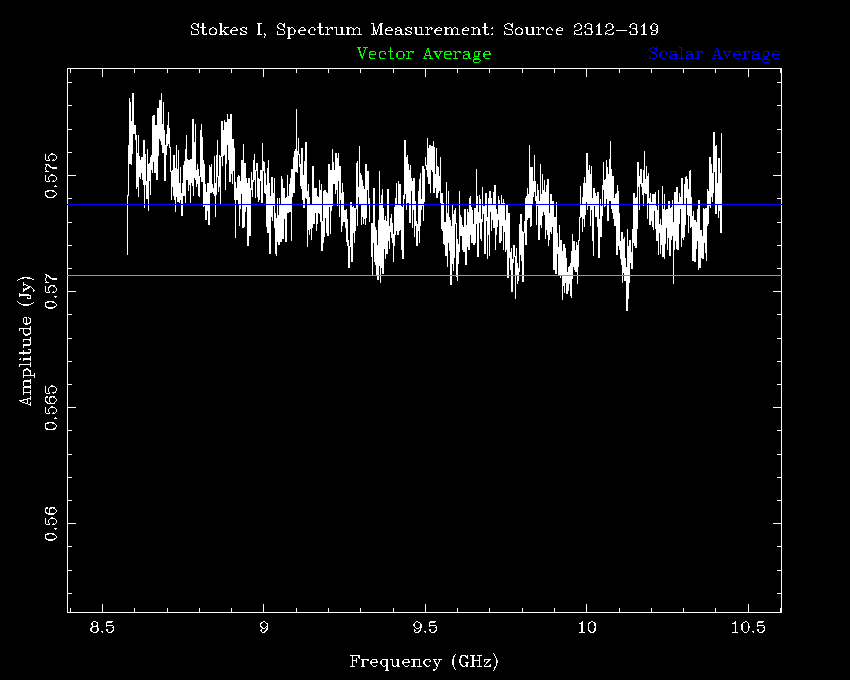 Stokes I, Spectrum Measurement: Source 2312−319
Vector Average
Scalar Average
0.575
0.57
0.565
0.56
Amplitude (Jy)
8.5
9
9.5
10
10.5
Frequency (GHz)